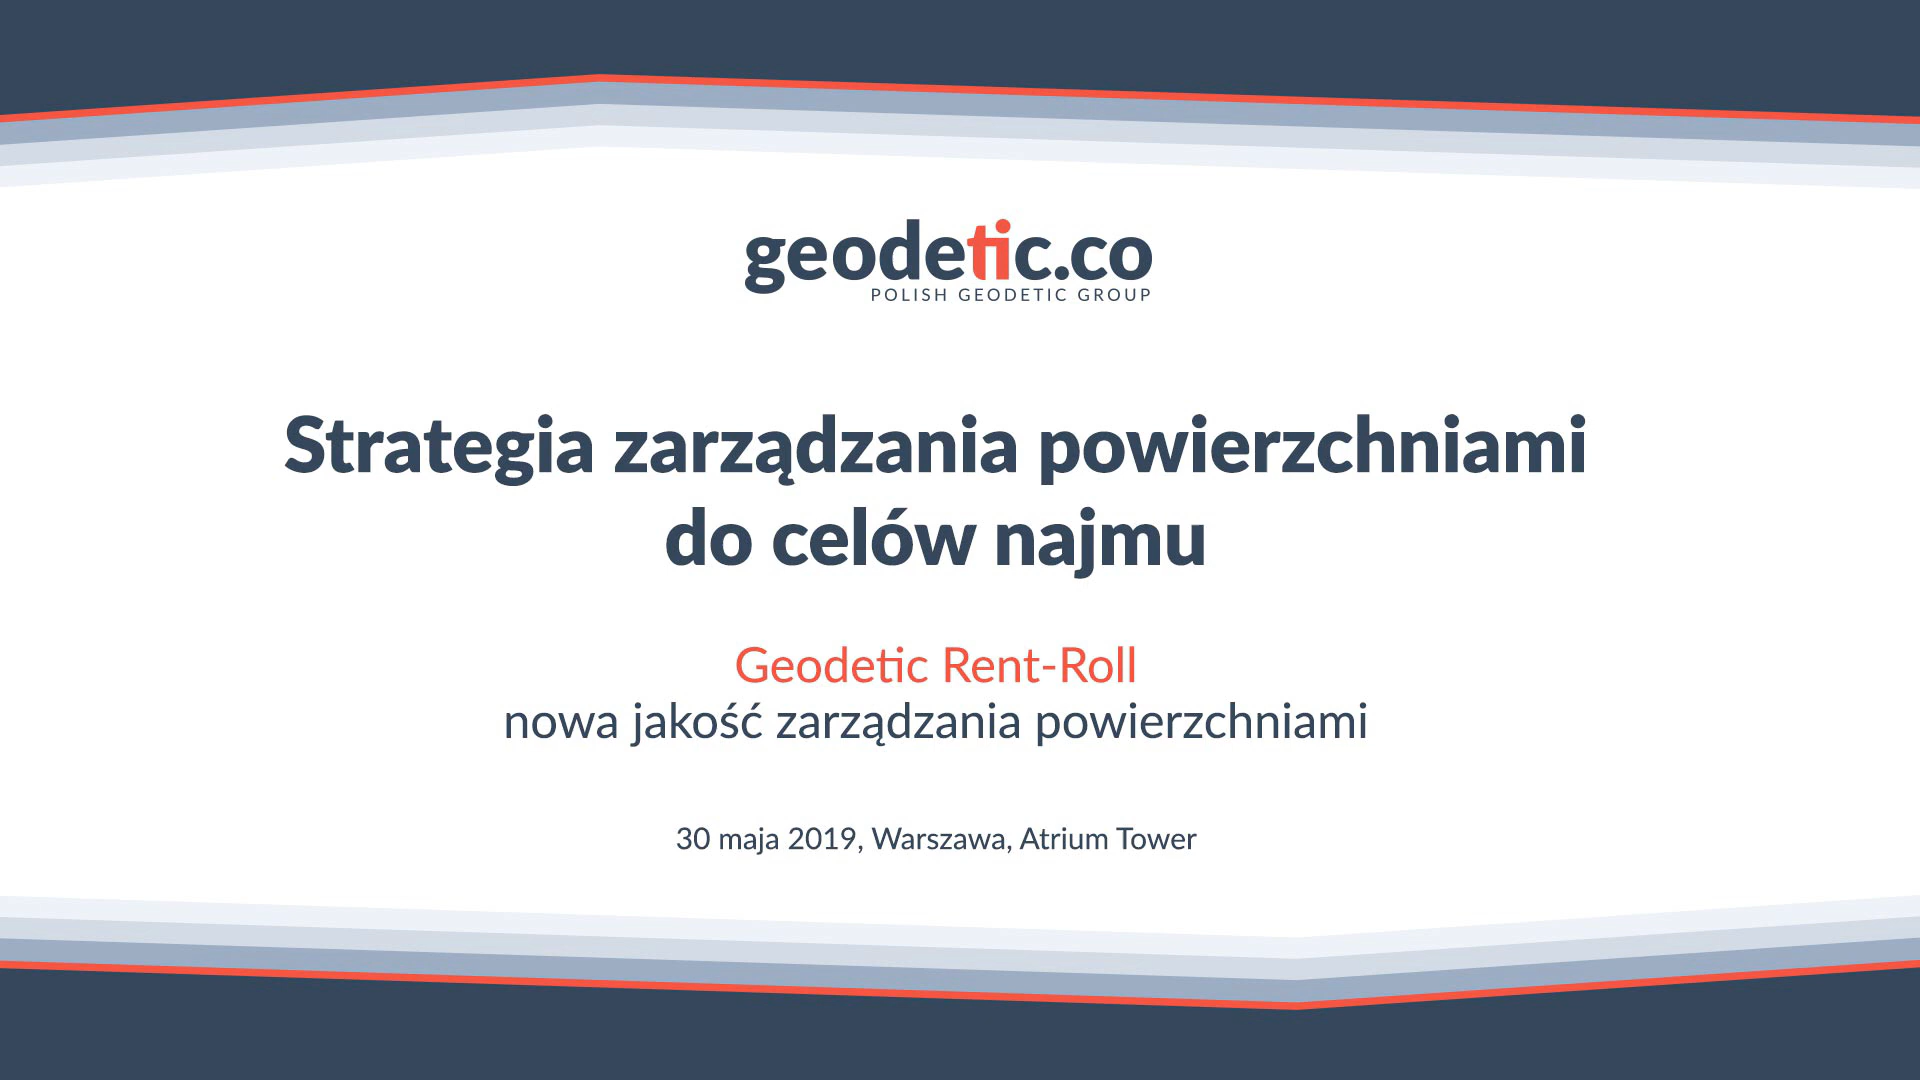 geodetic.co
POLISH GEODETIC GROUP
Strategia zarządzania powierzchniami
do celów najmu
Geodetic Rent-Roll
nowa jakość zarządzania powierzchniami
30 maja 2019, Warszawa, Atrium Tower